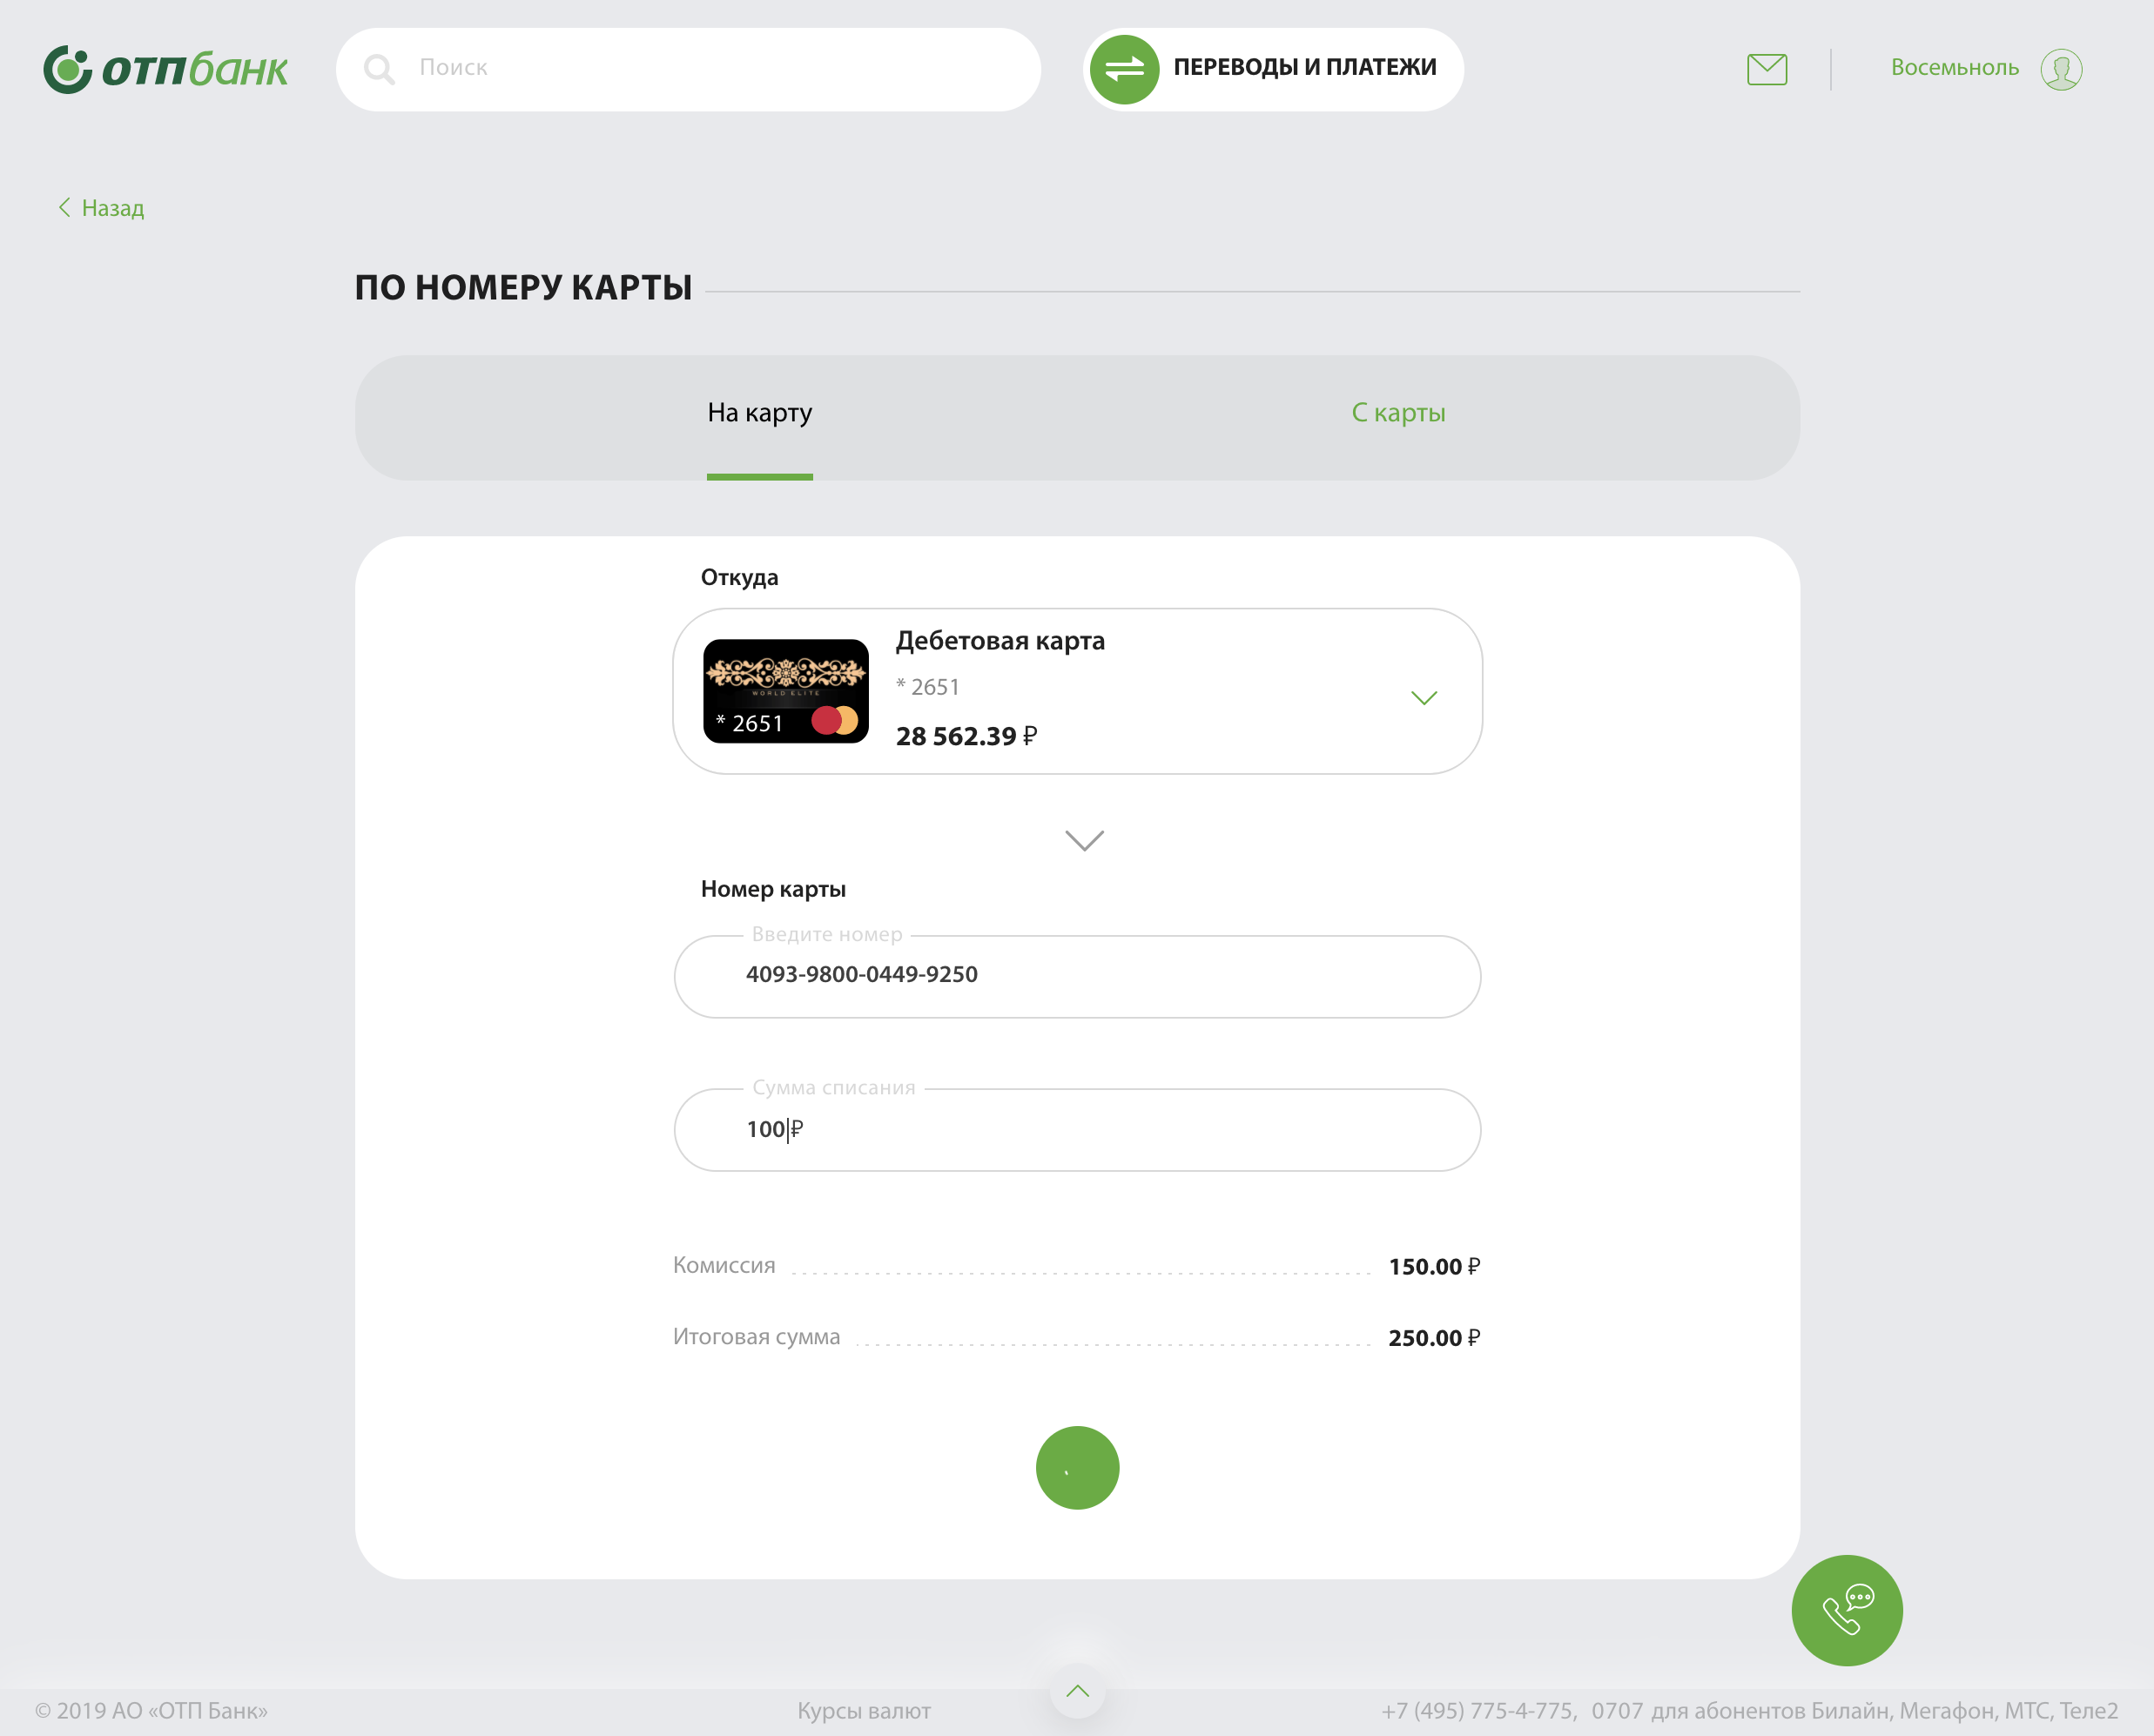 отпбанк
Поиск
ПЕРЕВОДЫ И ПЛАТЕЖИ
Восемьноль
Назад
ПО НОМЕРУ КАРТЫ
На карту
С карты
Откуда
Дебетовая карта
* 2651
28 562.39 ₽
WORLD ELITE
* 2651
Номер карты
Введите номер
4093-9800-0449-9250
Сумма списания
100 ₽
Комиссия 150.00 ₽
Итоговая сумма 250.00 ₽
© 2019 АО «ОТП Банк»
Курсы валют
+7 (495) 775-4-775, 0707 для абонентов Билайн, Мегафон, МТС, Теле2